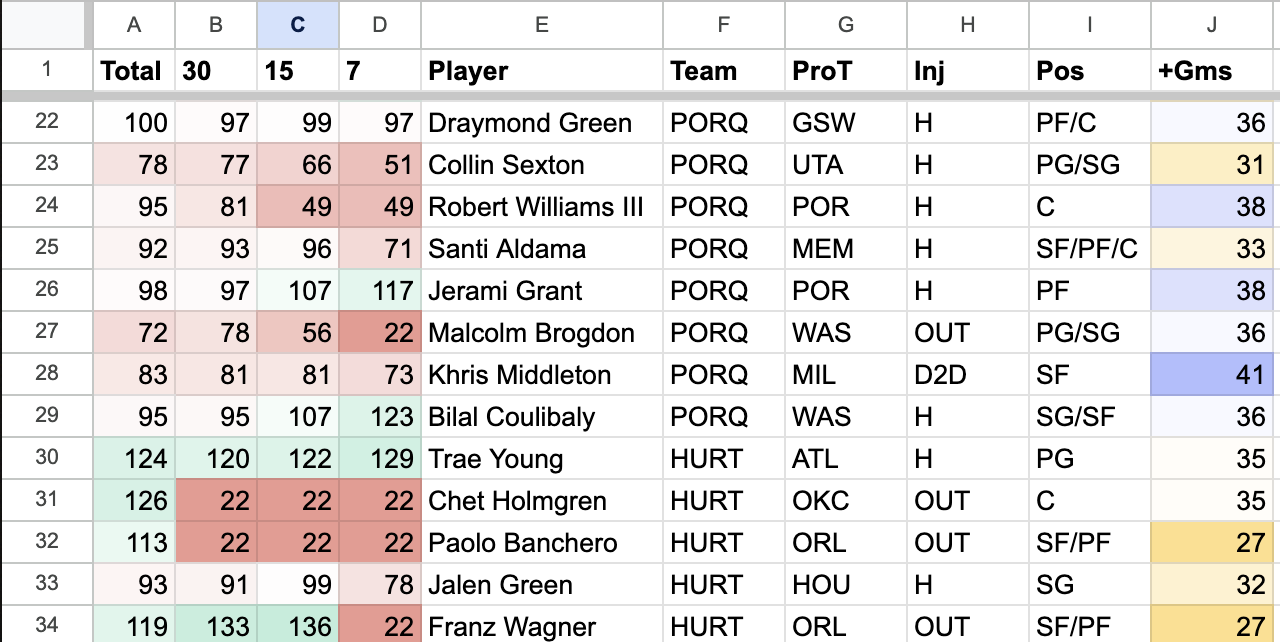 A B C D E F G H I J
1 Total 30 15 7 Player Team ProT Inj Pos +Gms
22 100 97 99 97 Draymond Green PORQ GSW H PF/C 36
23 78 77 66 51 Collin Sexton PORQ UTA H PG/SG 31
24 95 81 49 49 Robert Williams III PORQ POR H C 38
25 92 93 96 71 Santi Aldama PORQ MEM H SF/PF/C 33
26 98 97 107 117 Jerami Grant PORQ POR H PF 38
27 72 78 56 22 Malcolm Brogdon PORQ WAS OUT PG/SG 36
28 83 81 81 73 Khris Middleton PORQ MIL D2D SF 41
29 95 95 107 123 Bilal Coulibaly PORQ WAS H SG/SF 36
30 124 120 122 129 Trae Young HURT ATL H PG 35
31 126 22 22 22 Chet Holmgren HURT OKC OUT C 35
32 113 22 22 22 Paolo Banchero HURT ORL OUT SF/PF 27
33 93 91 99 78 Jalen Green HURT HOU H SG 32
34 119 133 136 22 Franz Wagner HURT ORL OUT SF/PF 27